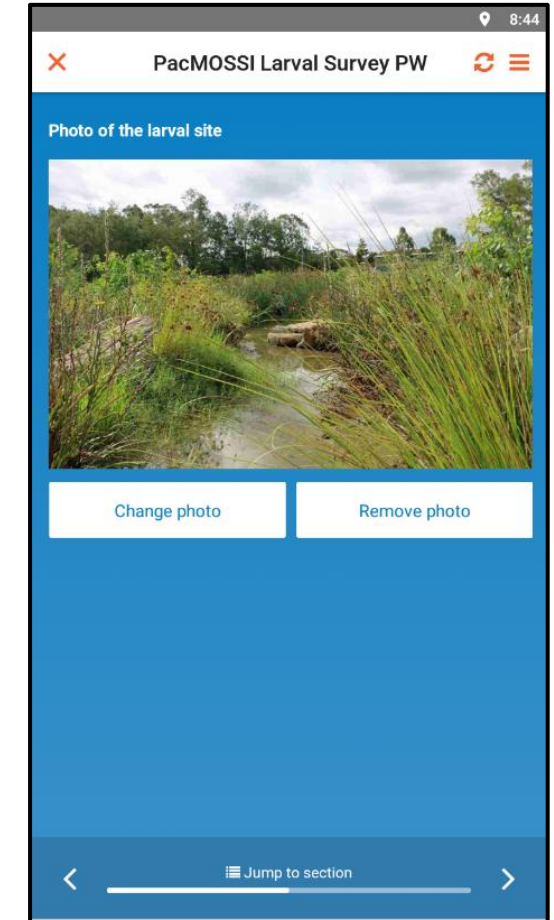 8:44
PacMOSSI Larval Survey PW
Photo of the larval site
Change photo
Remove photo
Jump to section